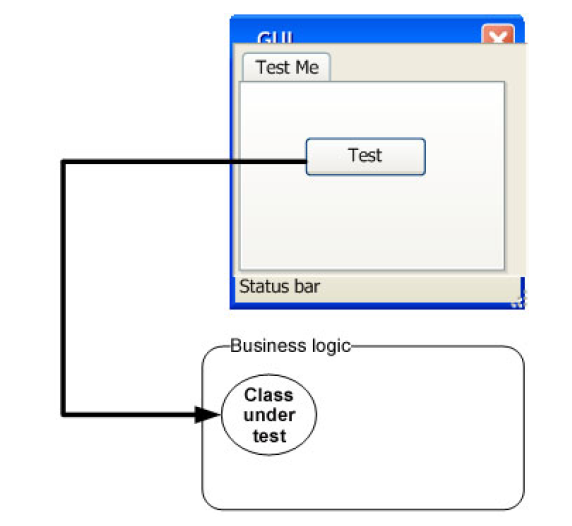 GUI
Test Me
Test
Status bar
Business logic
Class
under
test